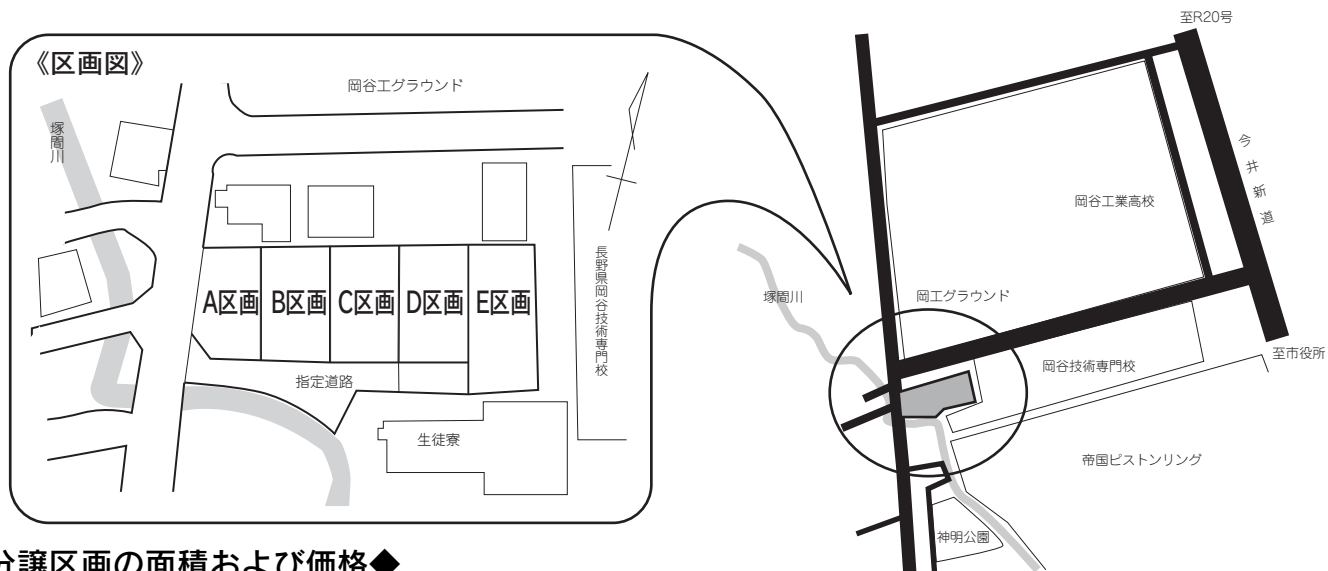 《区画図》
岡谷工グラウンド
塚間川
A区画
B区画
C区画
D区画
E区画
指定道路
生徒寮
長野県岡谷技術専門校
至R20号
今井新道
岡谷工業高校
塚間川
岡工グラウンド
岡谷技術専門校
至市役所
帝国ピストンリング
神明公園
分譲区画の面積および価格◆